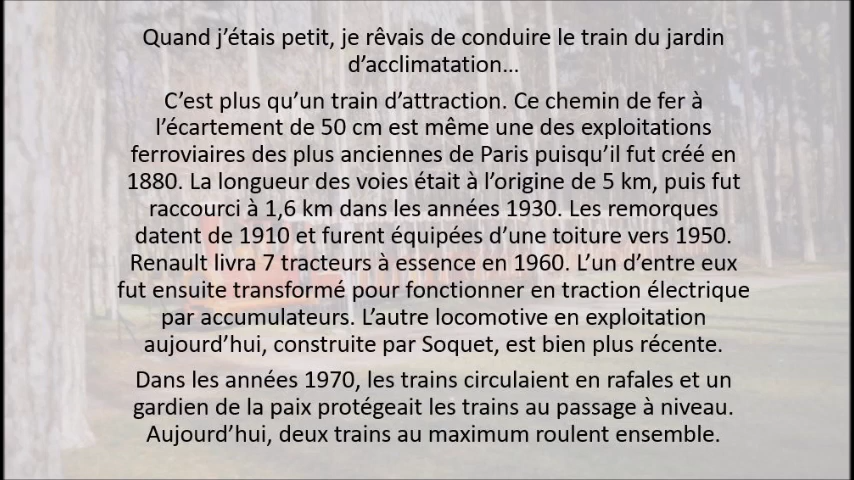 Quand j’étais petit, je rêvais de conduire le train du jardin
d’acclimatation…
C’est plus qu’un train d’attraction. Ce chemin de fer à
l’écartement de 50 cm est même une des exploitations
ferroviaires des plus anciennes de Paris puisqu’il fut créé en
1880. La longueur des voies était à l’origine de 5 km, puis fut
raccourci à 1,6 km dans les années 1930. Les remorques
datent de 1910 et furent équipées d’une toiture vers 1950.
Renault livra 7 tracteurs à essence en 1960. L’un d’entre eux
fut ensuite transformé pour fonctionner en traction électrique
par accumulateurs. L’autre locomotive en exploitation
aujourd’hui, construite par Soquet, est bien plus récente.
Dans les années 1970, les trains circulaient en rafales et un
gardien de la paix protégeait les trains au passage à niveau.
Aujourd’hui, deux trains au maximum roulent ensemble.